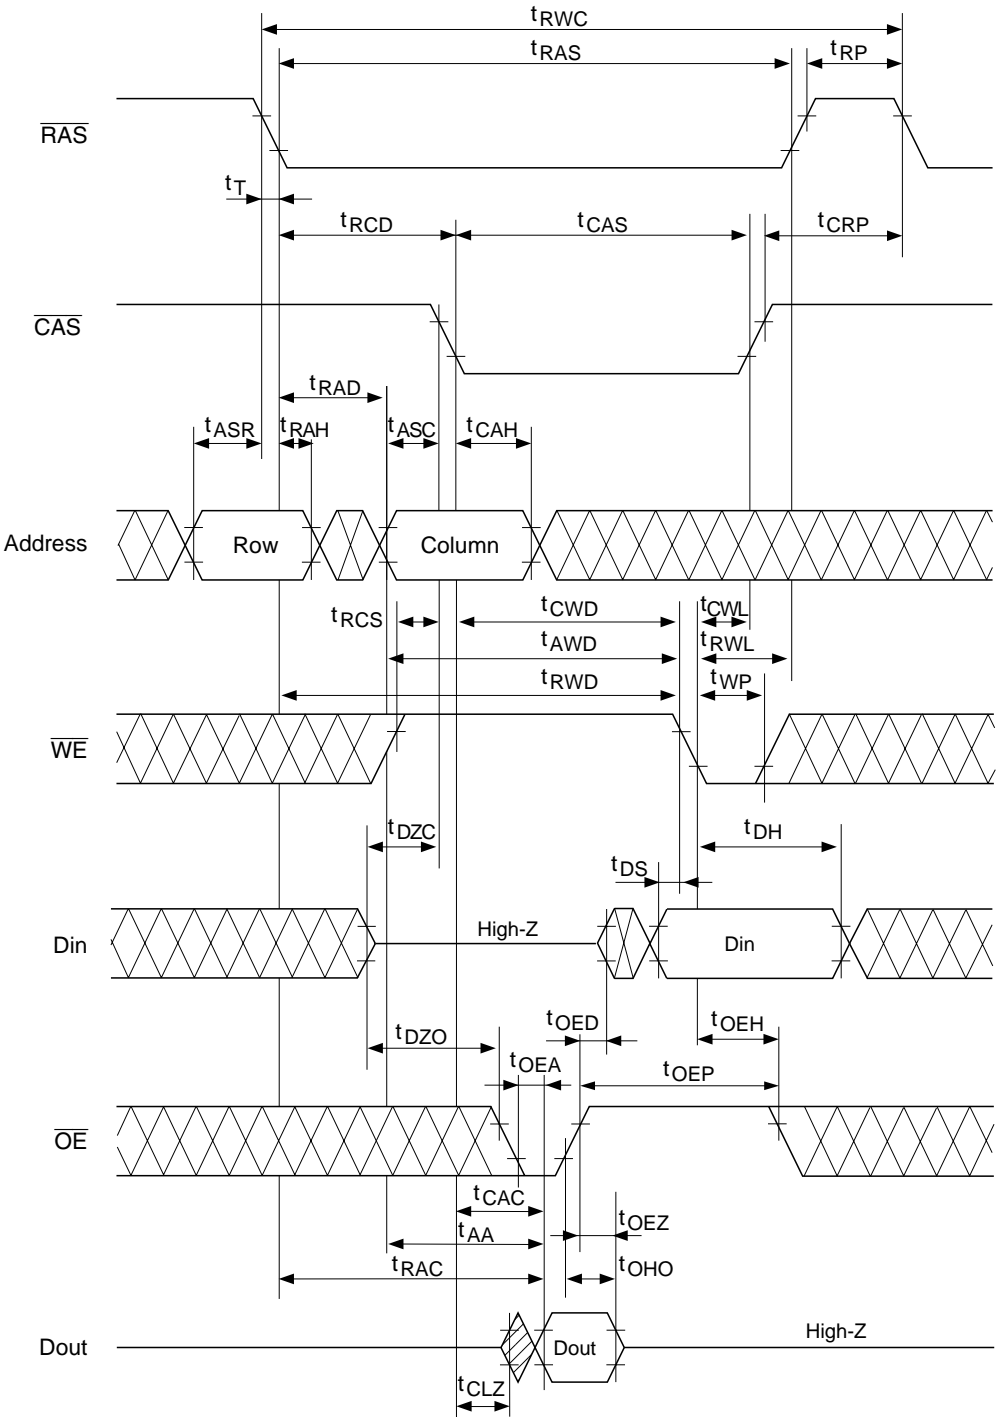 tRWC
tRAS
tRP
RAS
tT
tRCD
tCAS
tCRP
CAS
tRAD
tASR
tRAH
tASC
tCAH
Address
Row
Column
tRCS
tCWD
tCWL
tAWD
tRWL
tRWD
tWP
WE
tDZC
tDH
tDS
Din
High-Z
Din
tDZO
tOED
tOEH
tOEA
tOEP
OE
tCAC
tOEZ
tAA
tRAC
tOHO
Dout
Dout
High-Z
tCLZ